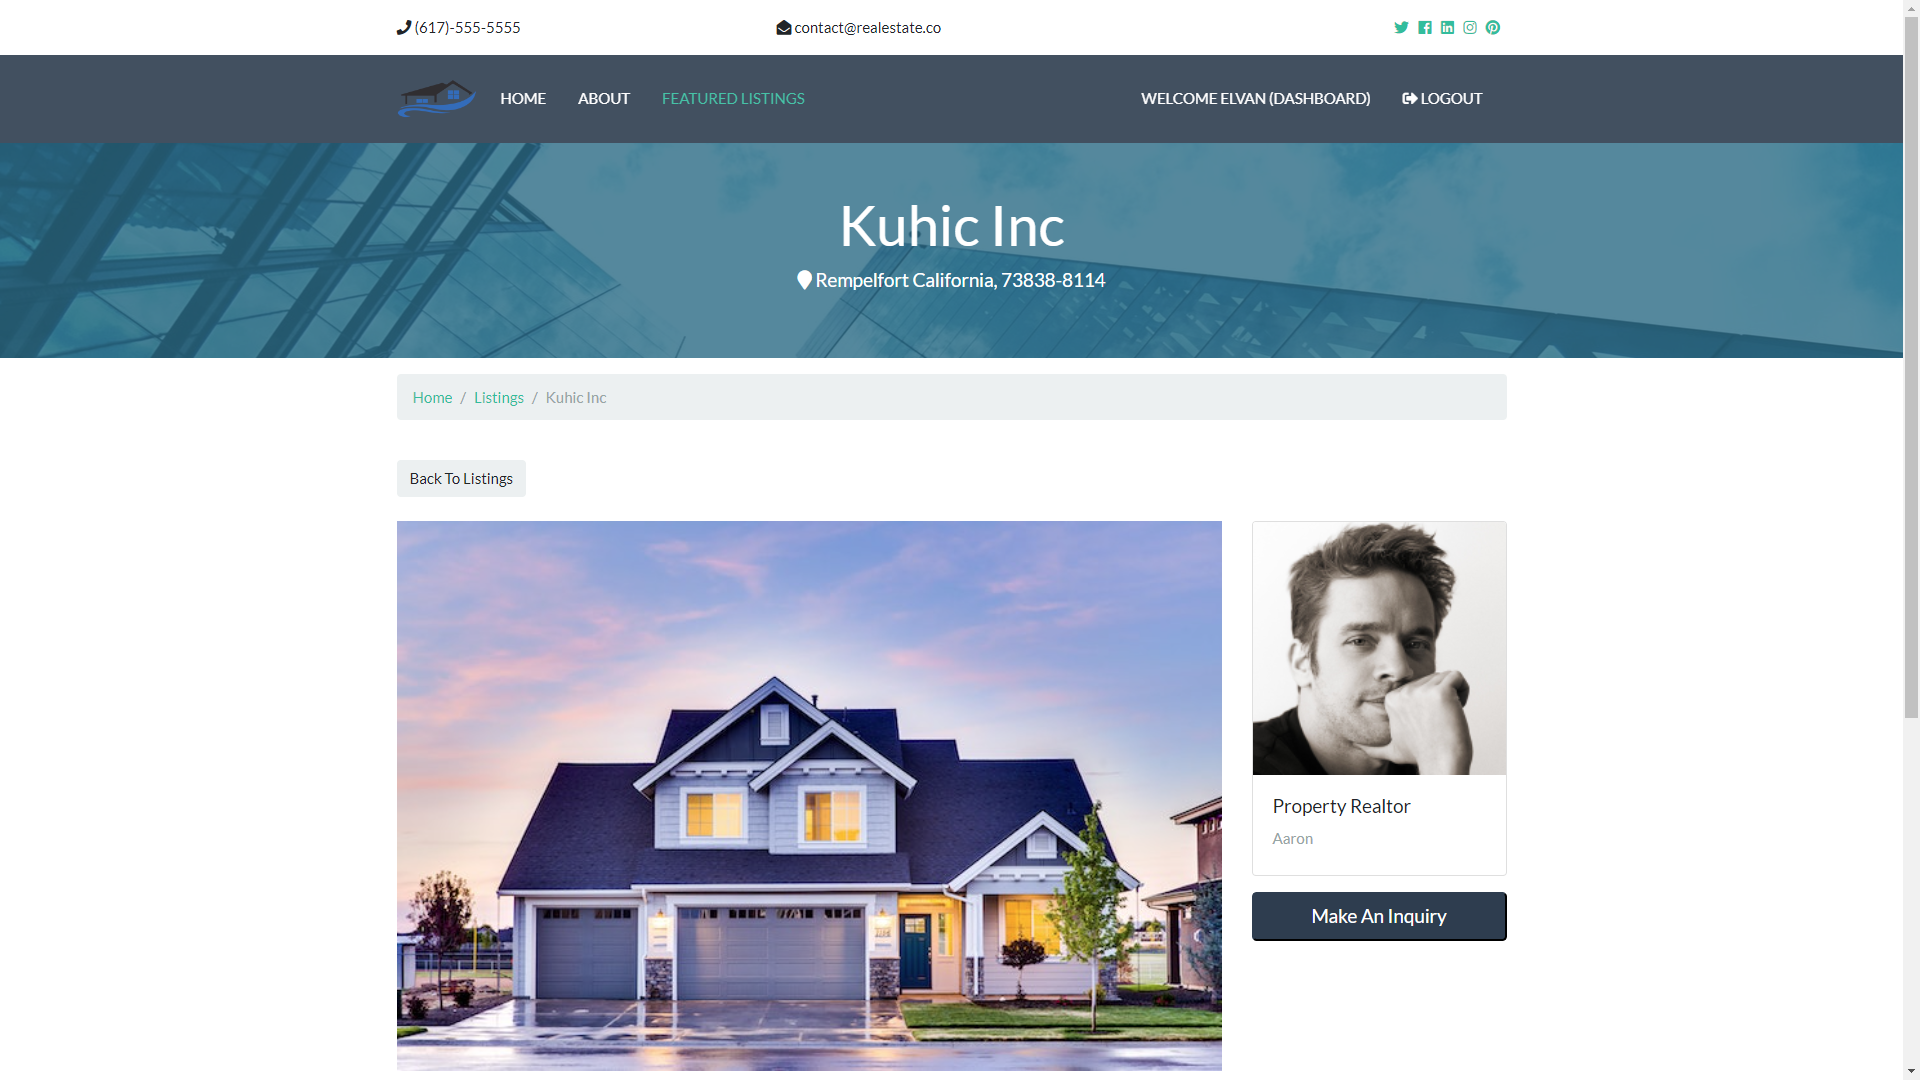 (617)-555-5555
contact@realestate.co
HOME
ABOUT
FEATURED LISTINGS
WELCOME ELVAN (DASHBOARD)
LOGOUT
Kuhic Inc
Rempelfort California, 73838-8114
Home / Listings / Kuhic Inc
Back To Listings
Property Realtor
Aaron
Make An Inquiry